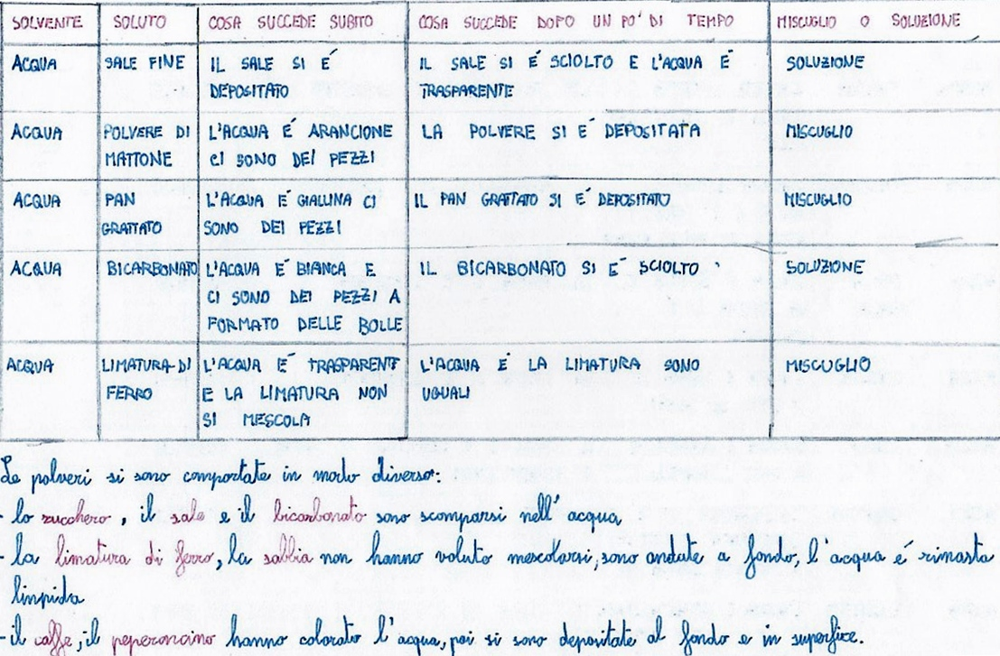 SOLVENTE SOLUTO COSA SUCCEDE SUBITO COSA SUCCEDE DOPO UN PO' DI TEMPO MISCUGLIO O SOLUZIONE
ACQUA SALE FINE IL SALE SI É IL SALE SI É SCIOLTO E L'ACQUA É SOLUZIONE
DEPOSITATO TRASPARENTE
ACQUA POLVERE DI L'ACQUA É ARANCIONE LA POLVERE SI É DEPOSITATA MISCUGLIO
MATTONE CI SONO DEI PEZZI
ACQUA PAN L'ACQUA É GIALLINA CI IL PAN GRATTATO SI É DEPOSITATO MISCUGLIO
GRATTATO SONO DEI PEZZI
ACQUA BICARBONATO L'ACQUA É BIANCA E IL BICARBONATO SI É SCIOLTO SOLUZIONE
CI SONO DEI PEZZI A
FORMATO DELLE BOLLE
ACQUA LIMATURA DI L'ACQUA É TRASPARENTE L'ACQUA E LA LIMATURA SONO MISCUGLIO
FERRO E LA LIMATURA NON UGUALI
SI MESCOLA
Le polveri si sono comportate in modo diverso:
- lo zucchero, il sale e il bicarbonato sono scomparsi nell'acqua
- la limatura di ferro, la sabbia non hanno voluto mescolarsi, sono andate a fondo, l'acqua é rimasta
limpida
- il caffe, il peperoncino hanno colorato l'acqua, poi si sono depositate al fondo e in superfice.